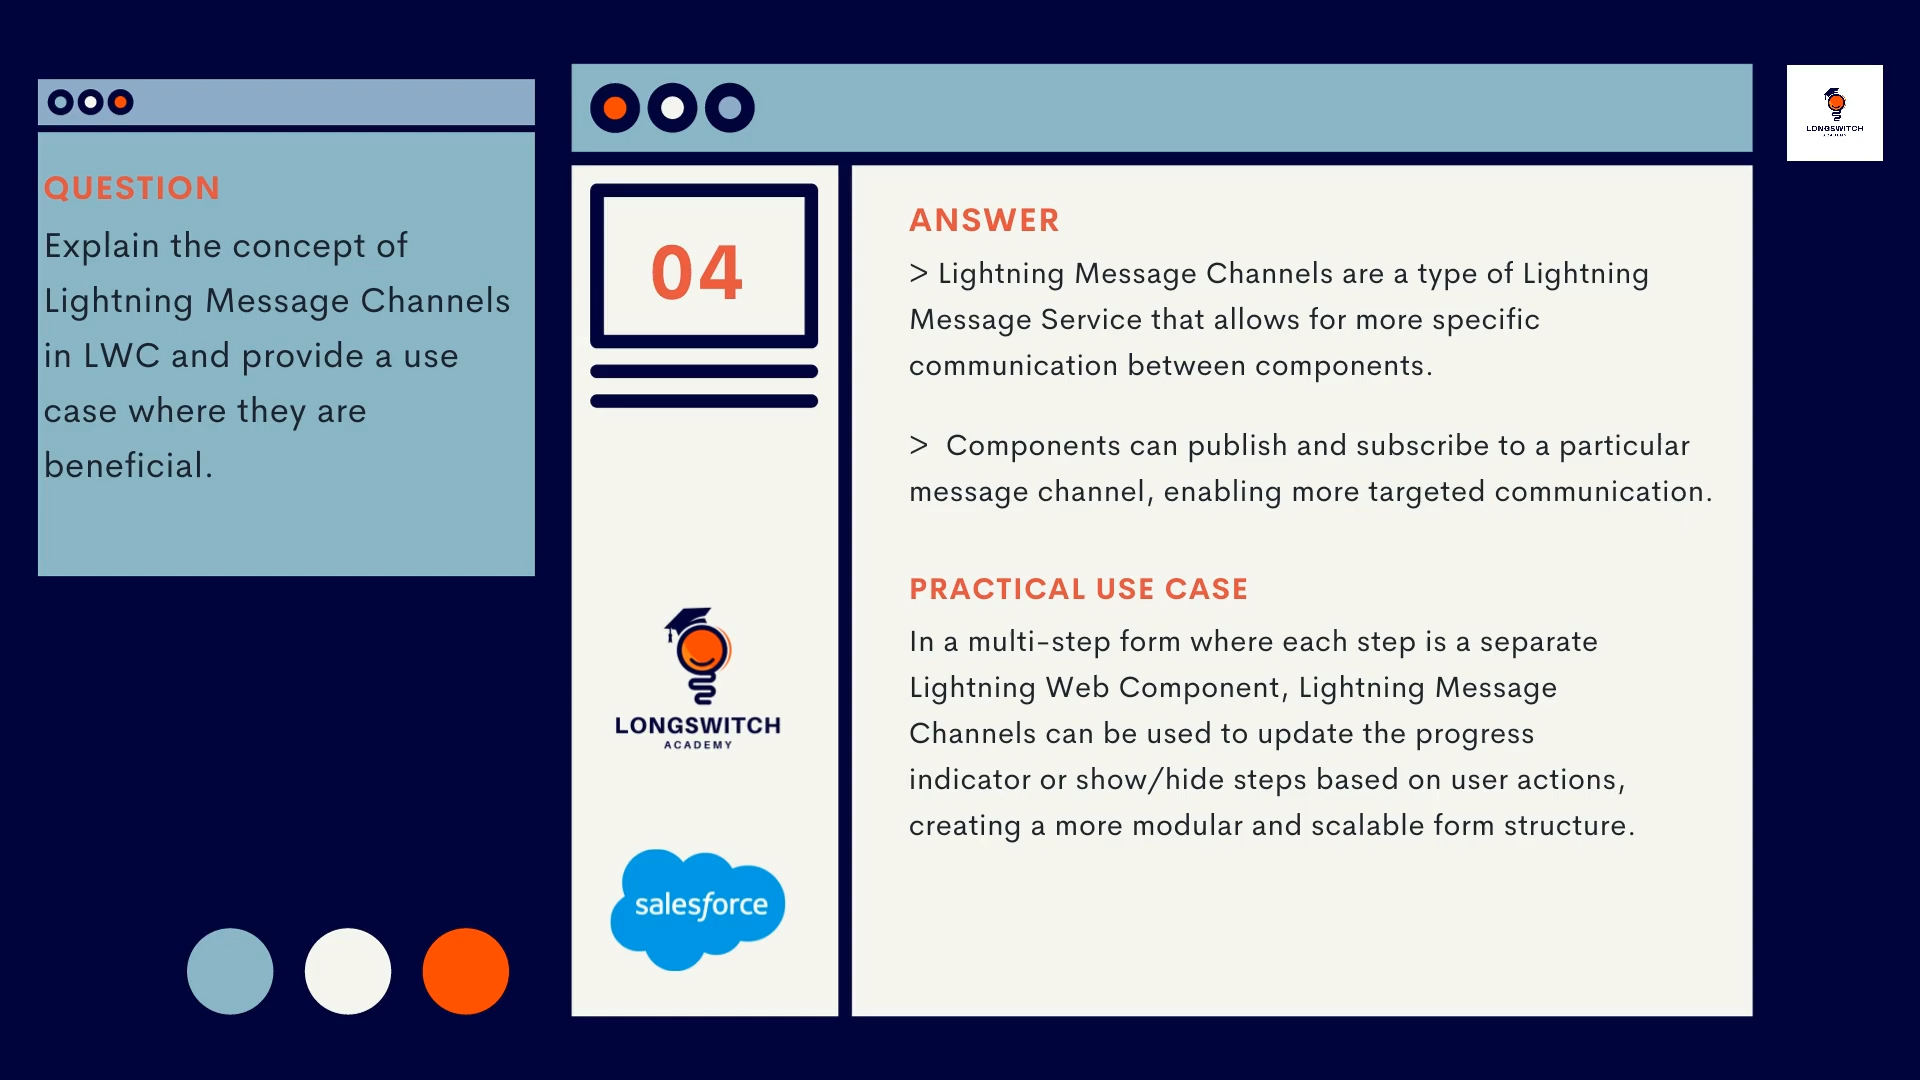 QUESTION
Explain the concept of
Lightning Message Channels
in LWC and provide a use
case where they are
beneficial.
04
LONGSWITCH
ACADEMY
salesforce
ANSWER
> Lightning Message Channels are a type of Lightning
Message Service that allows for more specific
communication between components.
> Components can publish and subscribe to a particular
message channel, enabling more targeted communication.
PRACTICAL USE CASE
In a multi-step form where each step is a separate
Lightning Web Component, Lightning Message
Channels can be used to update the progress
indicator or show/hide steps based on user actions,
creating a more modular and scalable form structure.
LONGSWITCH